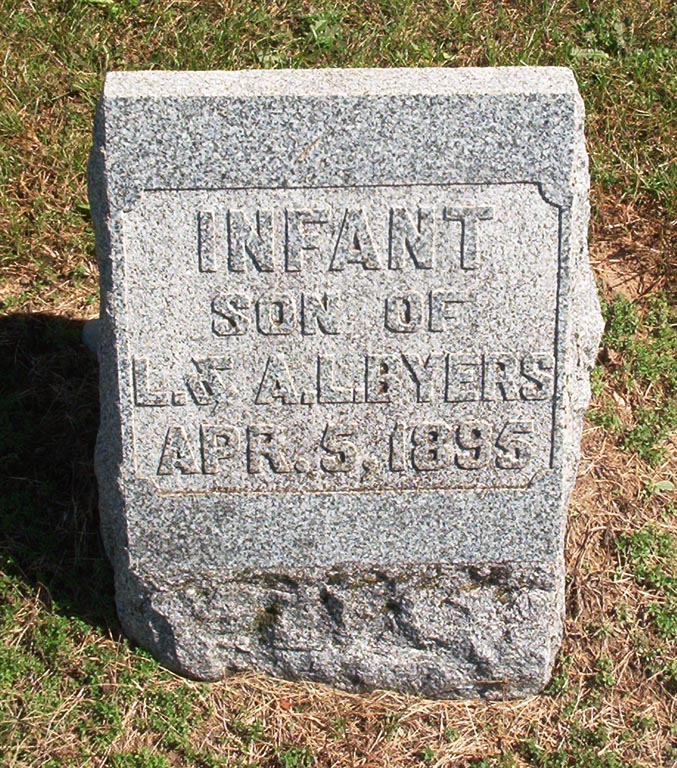 INFANT
SON OF
L.F. A.L. BYERS
APR. 5, 1895